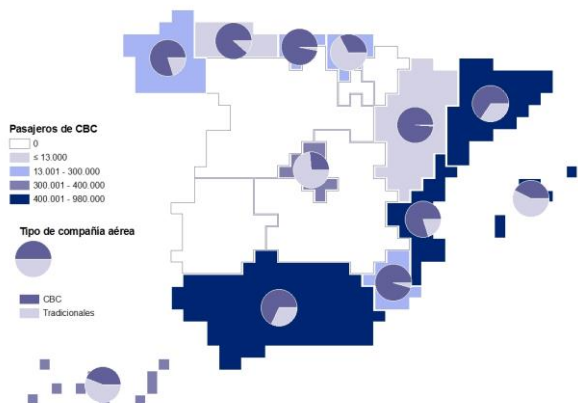 Pasajeros de CBC
0
≤ 13.000
13.001 - 300.000
300.001 - 400.000
400.001 - 980.000
Tipo de compañia aérea
CBC
Tradicionales